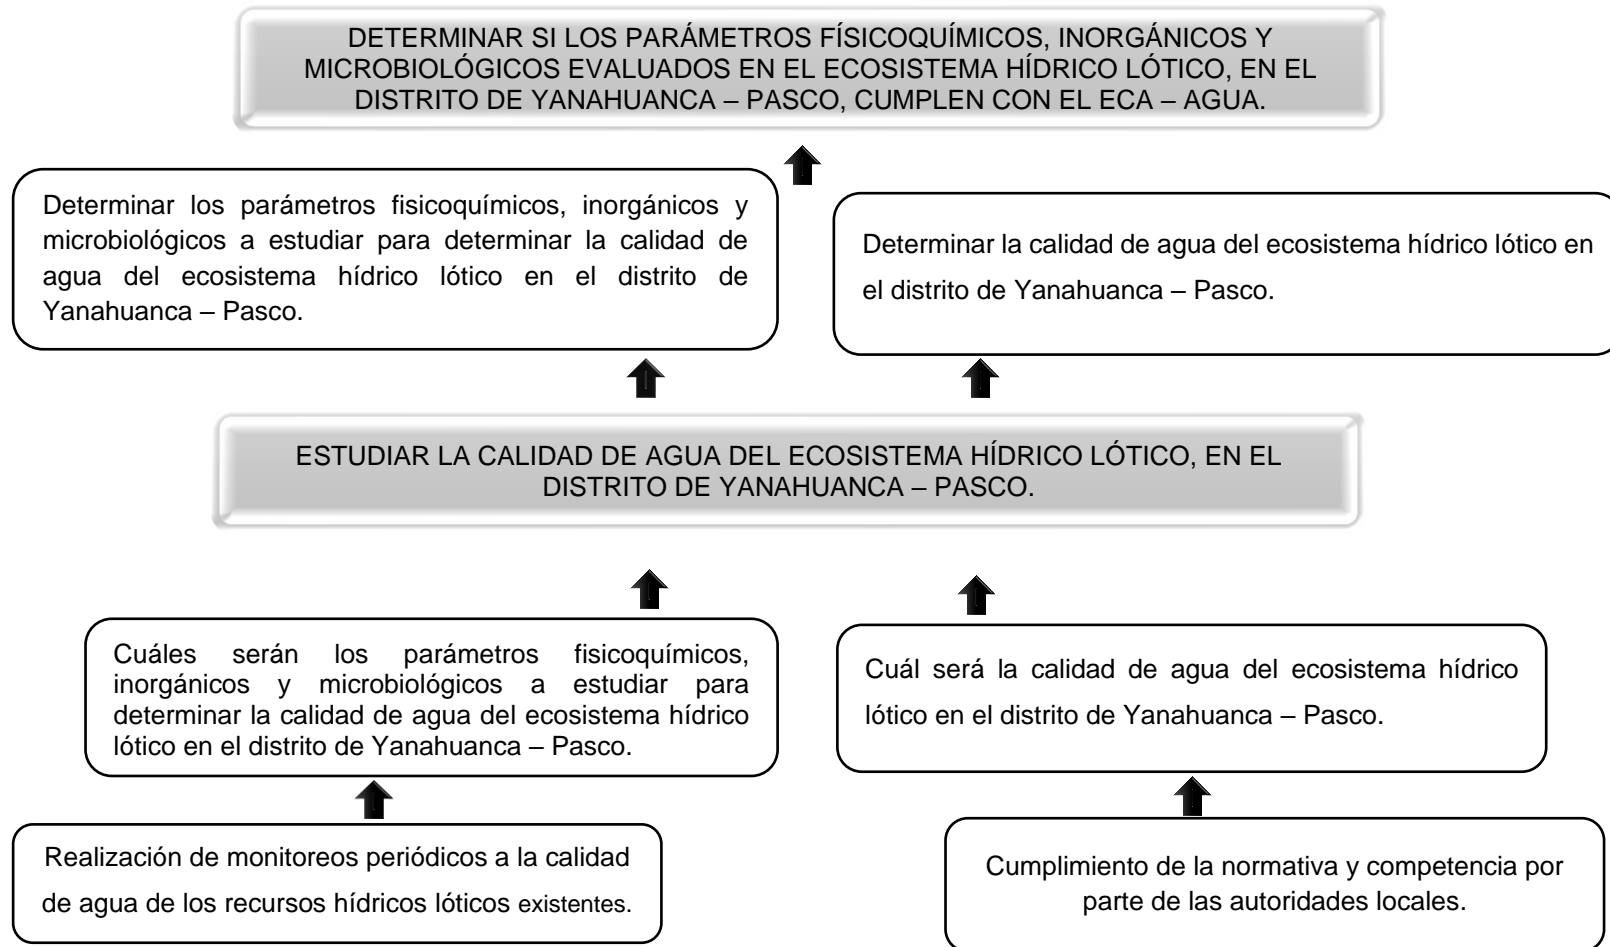 DETERMINAR SI LOS PARÁMETROS FÍSICOQUÍMICOS, INORGÁNICOS Y
MICROBIOLÓGICOS EVALUADOS EN EL ECOSISTEMA HÍDRICO LÓTICO, EN EL
DISTRITO DE YANAHUANCA – PASCO, CUMPLEN CON EL ECA – AGUA.
Determinar los parámetros fisicoquímicos, inorgánicos y
microbiológicos a estudiar para determinar la calidad de
agua del ecosistema hídrico lótico en el distrito de
Yanahuanca – Pasco.
Determinar la calidad de agua del ecosistema hídrico lótico en
el distrito de Yanahuanca – Pasco.
ESTUDIAR LA CALIDAD DE AGUA DEL ECOSISTEMA HÍDRICO LÓTICO, EN EL
DISTRITO DE YANAHUANCA – PASCO.
Cuáles serán los parámetros fisicoquímicos,
inorgánicos y microbiológicos a estudiar para
determinar la calidad de agua del ecosistema hídrico
lótico en el distrito de Yanahuanca – Pasco.
Cuál será la calidad de agua del ecosistema hídrico
lótico en el distrito de Yanahuanca – Pasco.
Realización de monitoreos periódicos a la calidad
de agua de los recursos hídricos lóticos existentes.
Cumplimiento de la normativa y competencia por
parte de las autoridades locales.